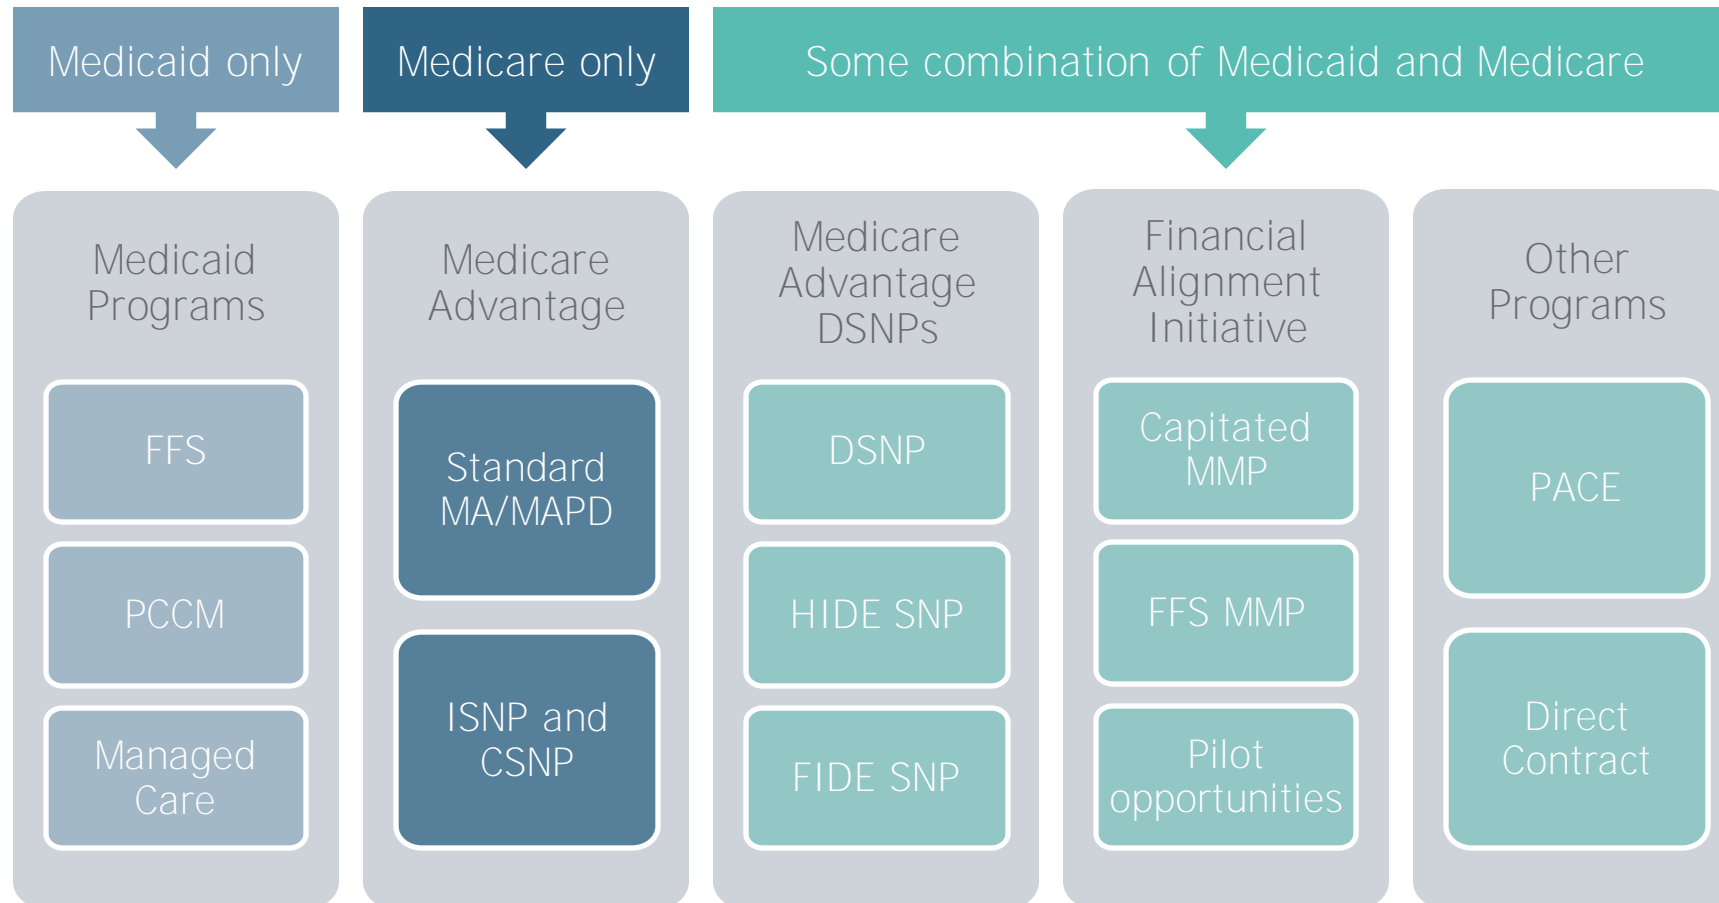 Medicaid only
Medicare only
Some combination of Medicaid and Medicare
Medicaid
Programs
FFS
PCCM
Managed
Care
Medicare
Advantage
Standard
MA/MAPD
ISNP and
CSNP
Medicare
Advantage
DSNPs
DSNP
HIDE SNP
FIDE SNP
Financial
Alignment
Initiative
Capitated
MMP
FFS MMP
Pilot
opportunities
Other
Programs
PACE
Direct
Contract